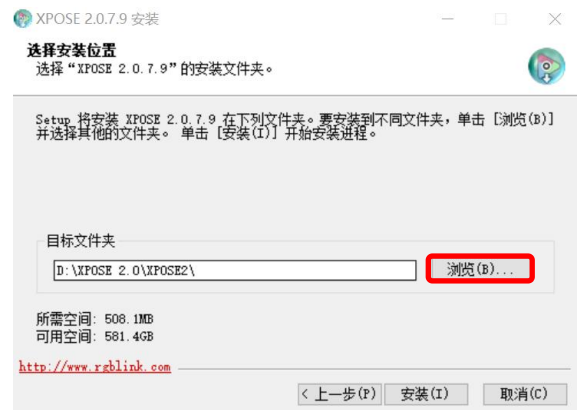 XPOSE 2.0.7.9 安装
选择安装位置
选择“XPOSE 2.0.7.9”的安装文件夹。
Setup 将安装 XPOSE 2.0.7.9 在下列文件夹。要安装到不同文件夹，单击 [浏览(B)]
并选择其他的文件夹。 单击 [安装(I)] 开始安装进程。
目标文件夹
D:\XPOSE 2.0\XPOSE2\
浏览(B)...
所需空间: 508.1MB
可用空间: 581.4GB
http://www.rgblink.com
< 上一步(P) 安装(I) 取消(C)